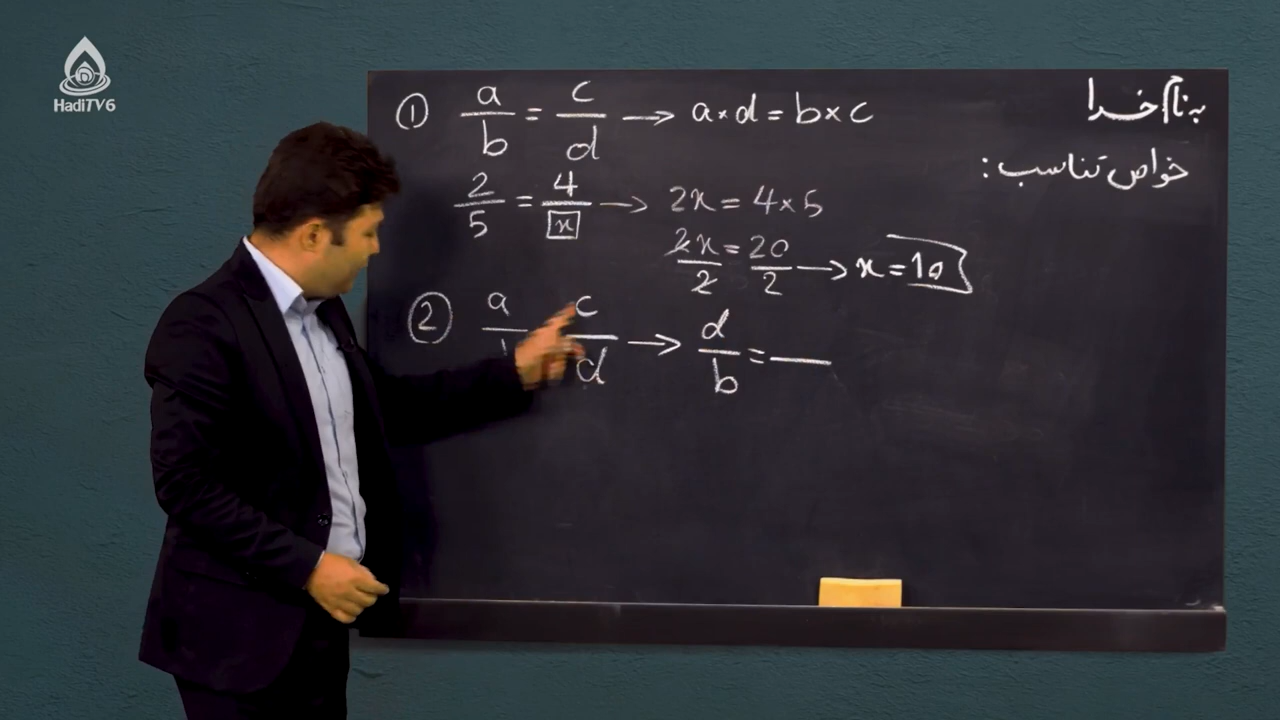 HadiTV6
به نام خدا
خواص تناسب:
① a/b = c/d → a×d = b×c
2/5 = 4/x → 2x = 4×5
2x/2 = 20/2 → x = 10
② a/ c/d → d/b =